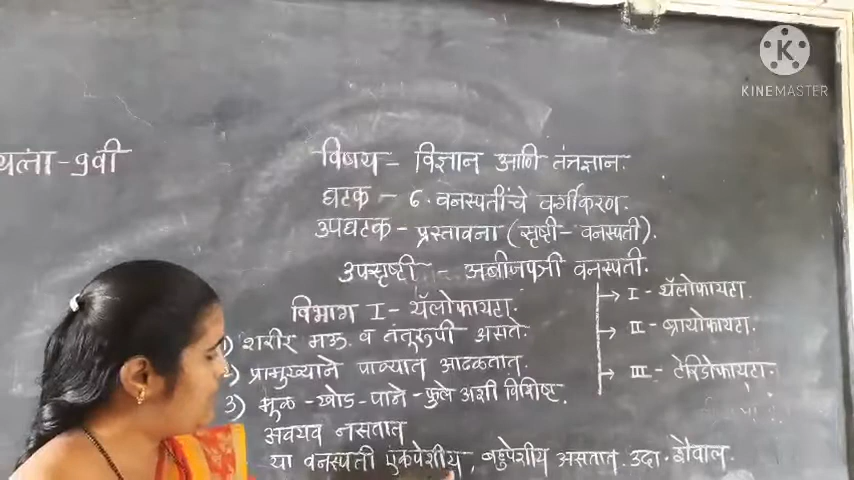 KINEMASTER
यत्ता-9वी
विषय - विज्ञान आणि तंत्रज्ञान.
घटक - 6. वनस्पतींचे वर्गीकरण.
उपघटक - प्रस्तावना (सृष्टी - वनस्पती).
उपसृष्टी - अबीजपत्री वनस्पती.
विभाग I - थॅलोफायटा.
1) शरीर मऊ व तंतुरूपी असते
2) प्रामुख्याने पाण्यात आढळतात.
3) मूळ - खोड - पाने - फुले अशी विशिष्ट
अवयव नसतात
या वनस्पती एकपेशीय, बहुपेशीय असतात. उदा. शैवाल.
I - थॅलोफायटा.
II - ब्रायोफायटा.
III - टेरिडोफायटा.